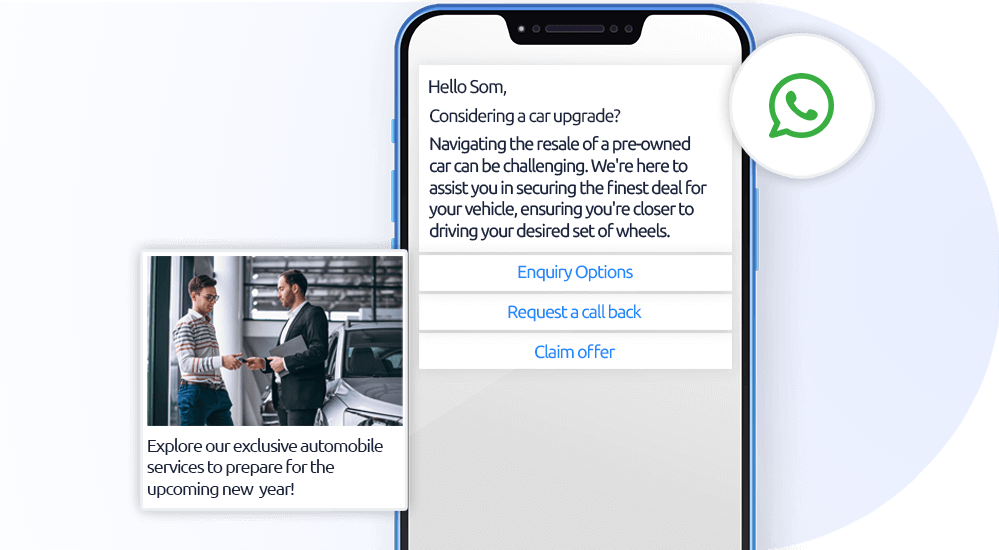 Hello Som,
Considering a car upgrade?
Navigating the resale of a pre-owned
car can be challenging. We're here to
assist you in securing the finest deal for
your vehicle, ensuring you're closer to
driving your desired set of wheels.
Enquiry Options
Request a call back
Claim offer
Explore our exclusive automobile
services to prepare for the
upcoming new  year!